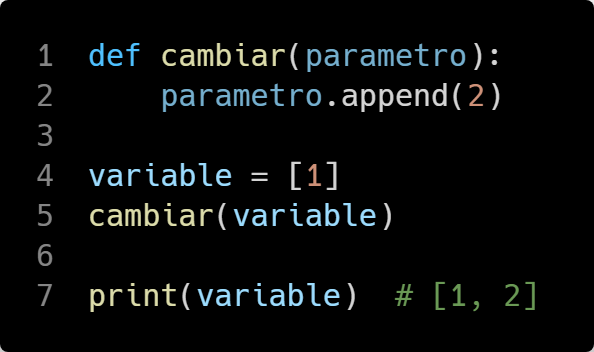 1 def cambiar(parametro):
2     parametro.append(2)
3
4 variable = [1]
5 cambiar(variable)
6
7 print(variable)  # [1, 2]